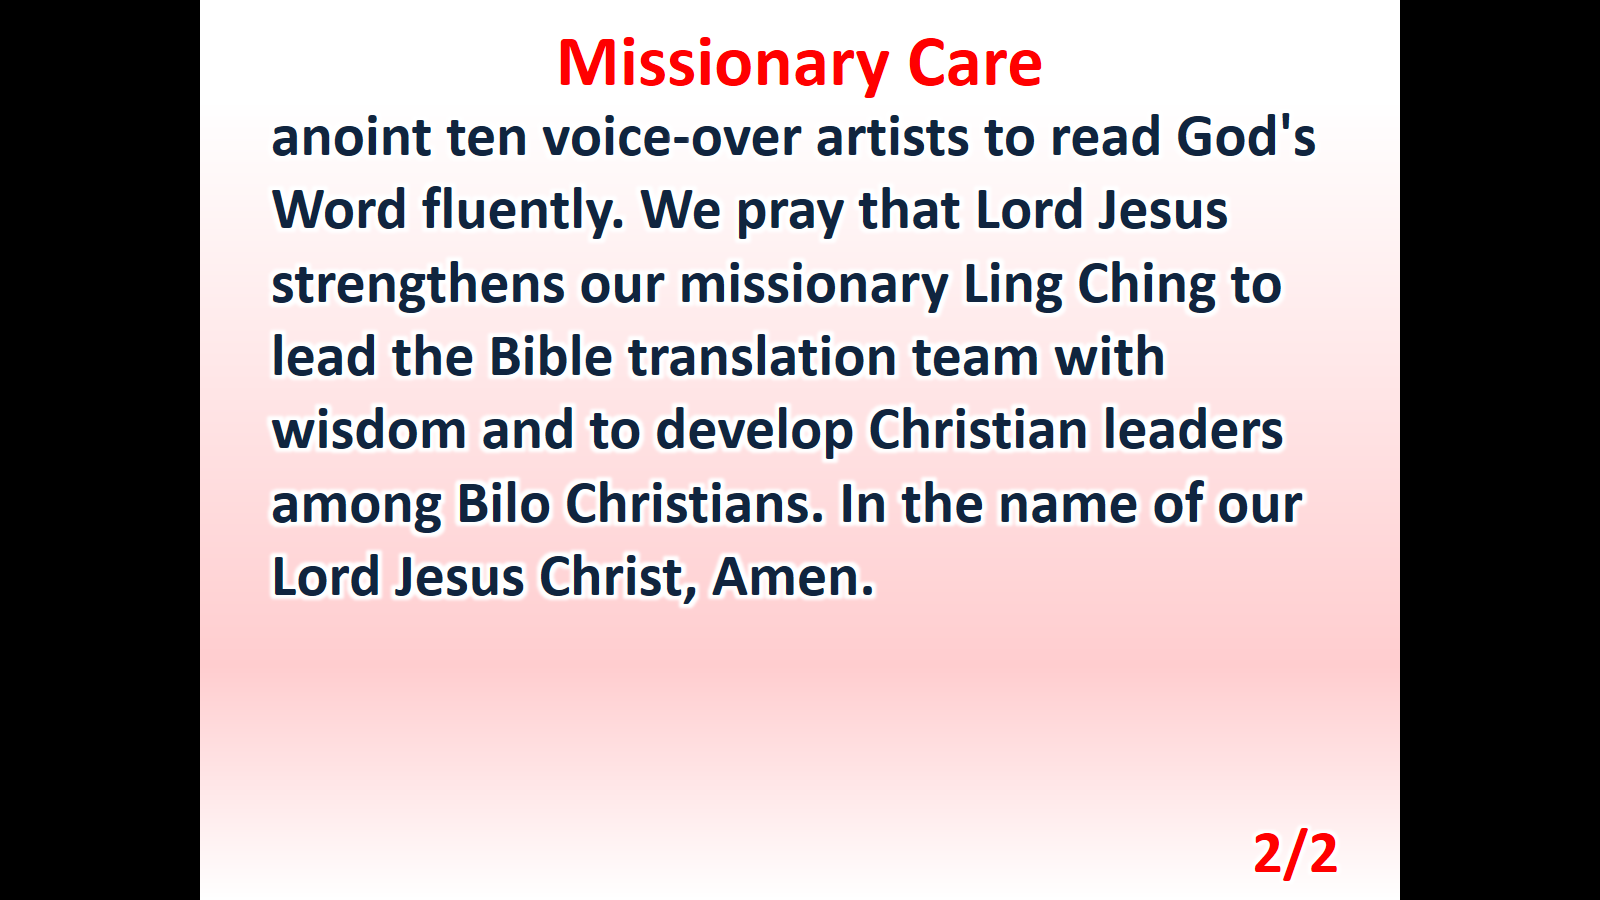 Missionary Care
anoint ten voice-over artists to read God's
Word fluently. We pray that Lord Jesus
strengthens our missionary Ling Ching to
lead the Bible translation team with
wisdom and to develop Christian leaders
among Bilo Christians. In the name of our
Lord Jesus Christ, Amen.
2/2